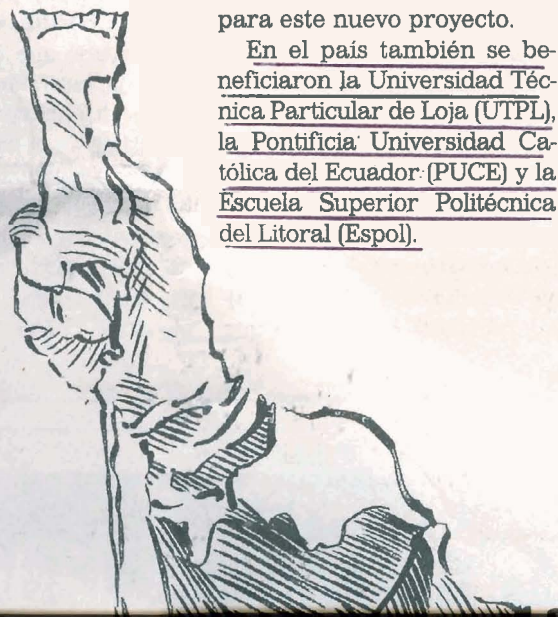 para este nuevo proyecto.
En el país también se be-
neficiaron la Universidad Téc-
nica Particular de Loja (UTPL),
la Pontificia Universidad Ca-
tólica del Ecuador (PUCE) y la
Escuela Superior Politécnica
del Litoral (Espol).